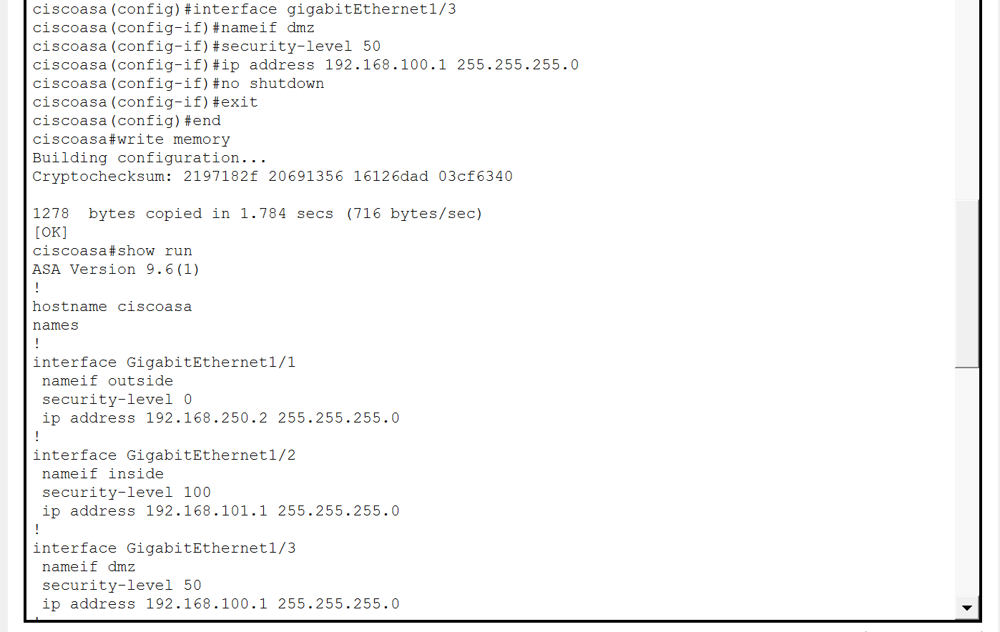 ciscoasa(config)#interface gigabitEthernet1/3
ciscoasa(config-if)#nameif dmz
ciscoasa(config-if)#security-level 50
ciscoasa(config-if)#ip address 192.168.100.1 255.255.255.0
ciscoasa(config-if)#no shutdown
ciscoasa(config-if)#exit
ciscoasa(config)#end
ciscoasa#write memory
Building configuration...
Cryptochecksum: 2197182f 20691356 16126dad 03cf6340

1278  bytes copied in 1.784 secs (716 bytes/sec)
[OK]
ciscoasa#show run
ASA Version 9.6(1)
!
hostname ciscoasa
names
!
interface GigabitEthernet1/1
 nameif outside
 security-level 0
 ip address 192.168.250.2 255.255.255.0
!
interface GigabitEthernet1/2
 nameif inside
 security-level 100
 ip address 192.168.101.1 255.255.255.0
!
interface GigabitEthernet1/3
 nameif dmz
 security-level 50
 ip address 192.168.100.1 255.255.255.0